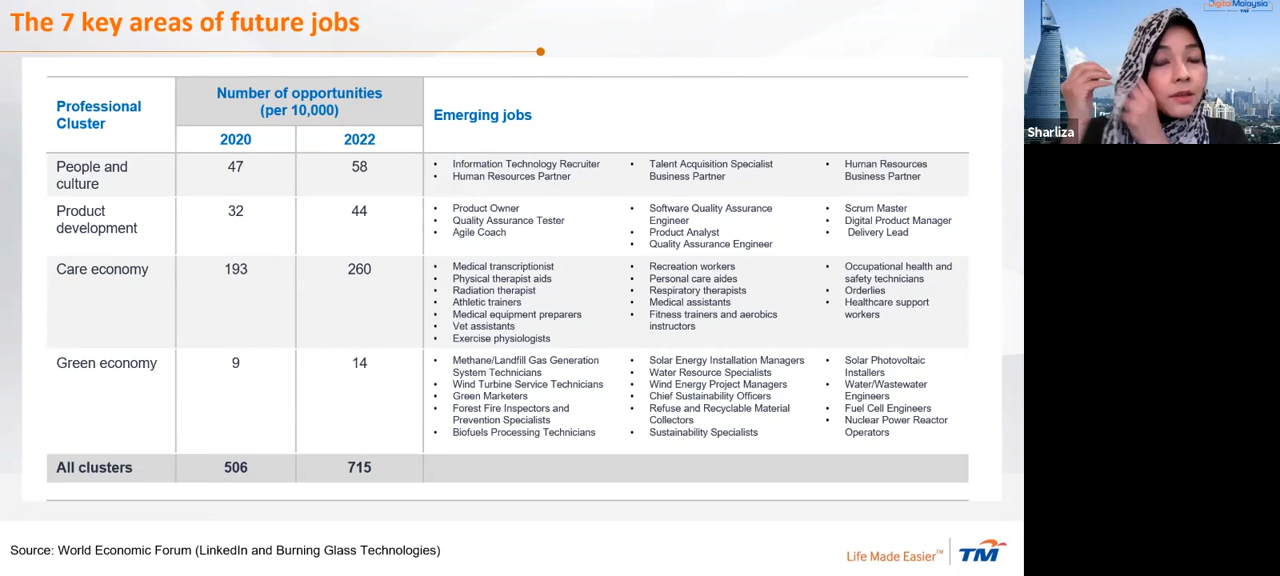 The 7 key areas of future jobs
Professional
Cluster
Number of opportunities
(per 10,000)
2020
2022
Emerging jobs
People and
culture
47
58
• Information Technology Recruiter
• Human Resources Partner
• Talent Acquisition Specialist
Business Partner
• Human Resources
Business Partner
Product
development
32
44
• Product Owner
• Quality Assurance Tester
• Agile Coach
• Software Quality Assurance
Engineer
• Product Analyst
• Quality Assurance Engineer
• Scrum Master
• Digital Product Manager
• Delivery Lead
Care economy
193
260
• Medical transcriptionist
• Physical therapist aids
• Radiation therapist
• Athletic trainers
• Medical equipment preparers
• Vet assistants
• Exercise physiologists
• Recreation workers
• Personal care aides
• Respiratory therapists
• Medical assistants
• Fitness trainers and aerobics
instructors
• Occupational health and
safety technicians
• Orderlies
• Healthcare support
workers
Green economy
9
14
• Methane/Landfill Gas Generation
System Technicians
• Wind Turbine Service Technicians
• Green Marketers
• Forest Fire Inspectors and
Prevention Specialists
• Biofuels Processing Technicians
• Solar Energy Installation Managers
• Water Resource Specialists
• Wind Energy Project Managers
• Chief Sustainability Officers
• Refuse and Recyclable Material
Collectors
• Sustainability Specialists
• Solar Photovoltaic
Installers
• Water/Wastewater
Engineers
• Fuel Cell Engineers
• Nuclear Power Reactor
Operators
All clusters
506
715
Source: World Economic Forum (LinkedIn and Burning Glass Technologies)
Life Made Easier™
TM
DigitalMalaysia
TM
Sharliza